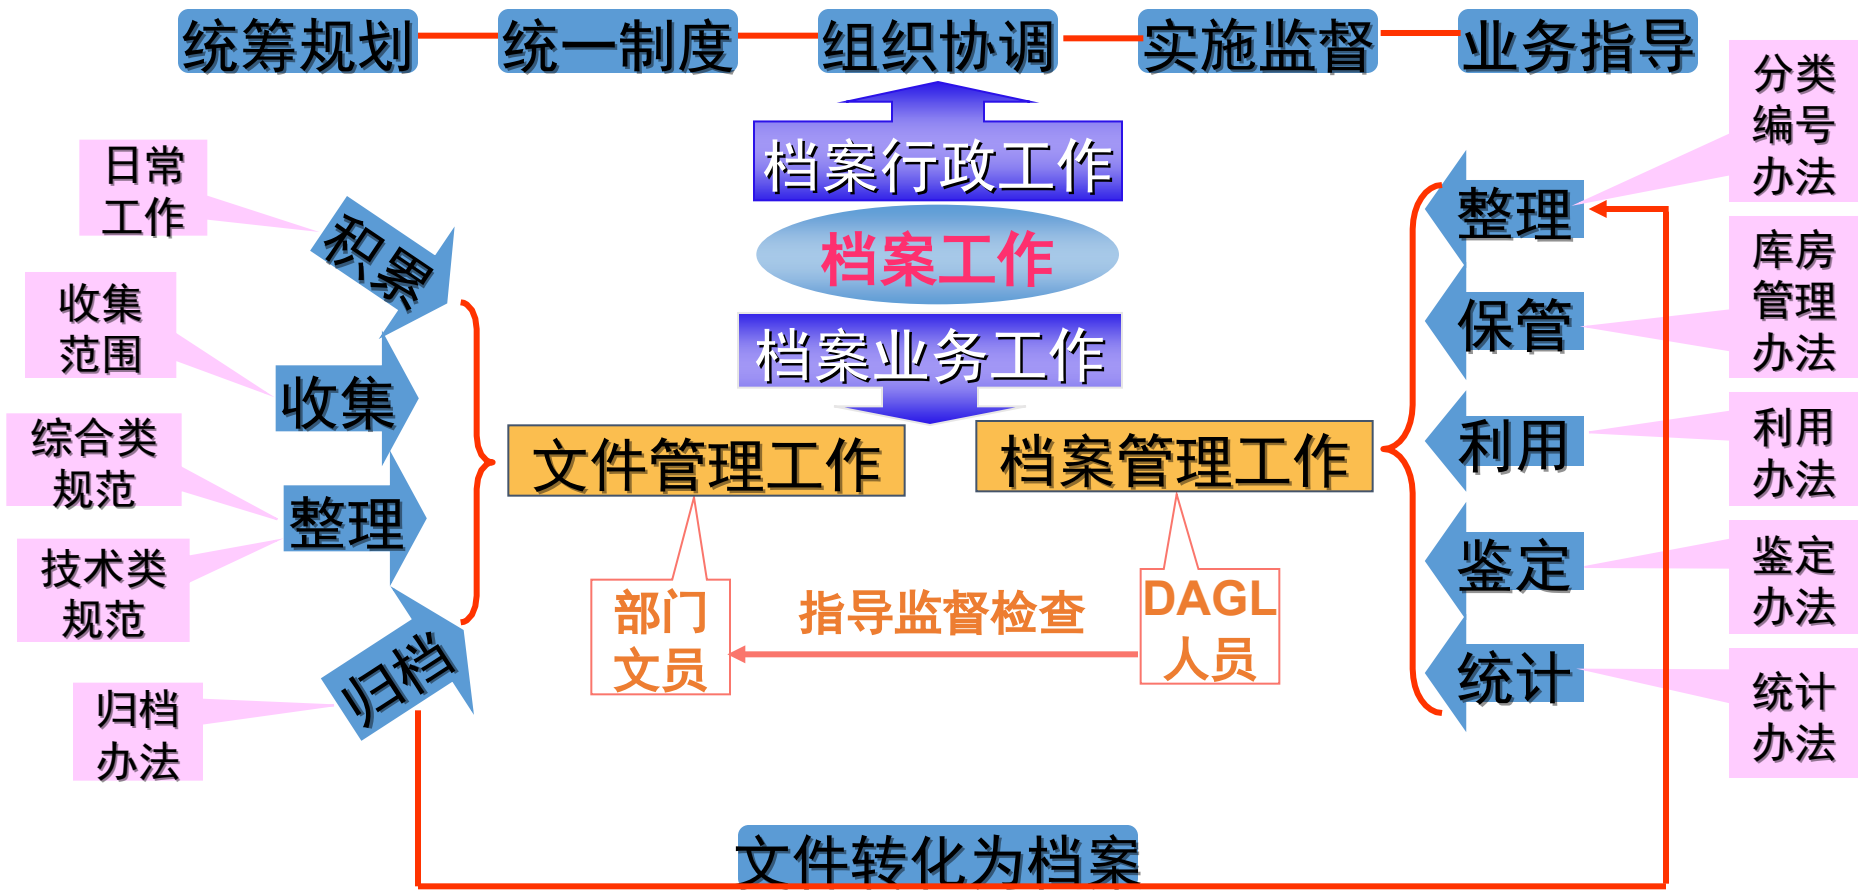 统筹规划
统一制度
组织协调
实施监督
业务指导
档案行政工作
档案工作
档案业务工作
日常
工作
积累
收集
范围
收集
综合类
规范
整理
技术类
规范
归档
办法
归档
文件管理工作
档案管理工作
部门
文员
指导监督检查
DAGL
人员
整理
分类
编号
办法
保管
库房
管理
办法
利用
利用
办法
鉴定
鉴定
办法
统计
统计
办法
文件转化为档案